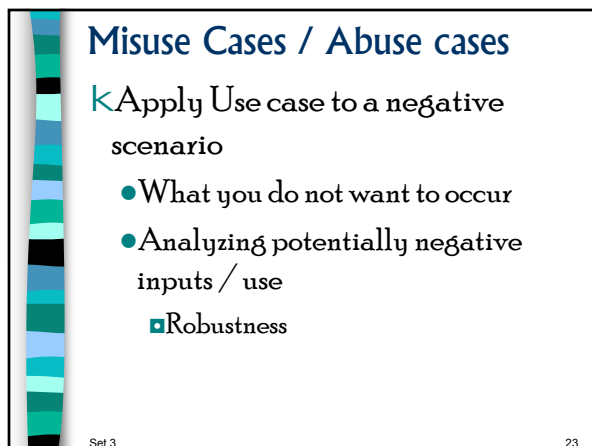 Misuse Cases / Abuse cases
kApply Use case to a negative
scenario
●What you do not want to occur
●Analyzing potentially negative
inputs / use
◘Robustness
Set 3
23